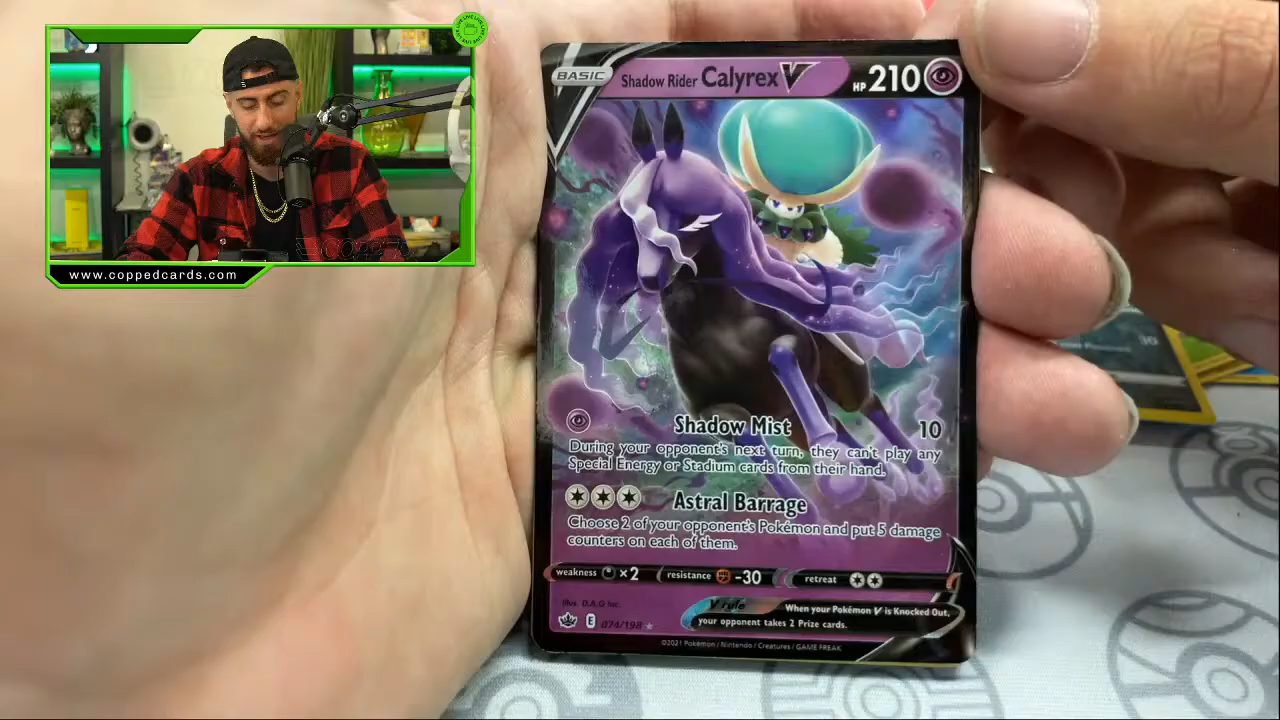 www.coppedcards.com
BASIC
Shadow Rider Calyrex V HP 210
Shadow Mist 10
During your opponent's next turn, they can't play any
Special Energy or Stadium cards from their hand.
Astral Barrage
Choose 2 of your opponent's Pokémon and put 5 damage
counters on each of them.
weakness ×2 resistance -30 retreat
V rule When your Pokémon V is Knocked Out,
your opponent takes 2 Prize cards.
Illus. D.A.G Inc.
E 074/198
©2021 Pokémon / Nintendo / Creatures / GAME FREAK